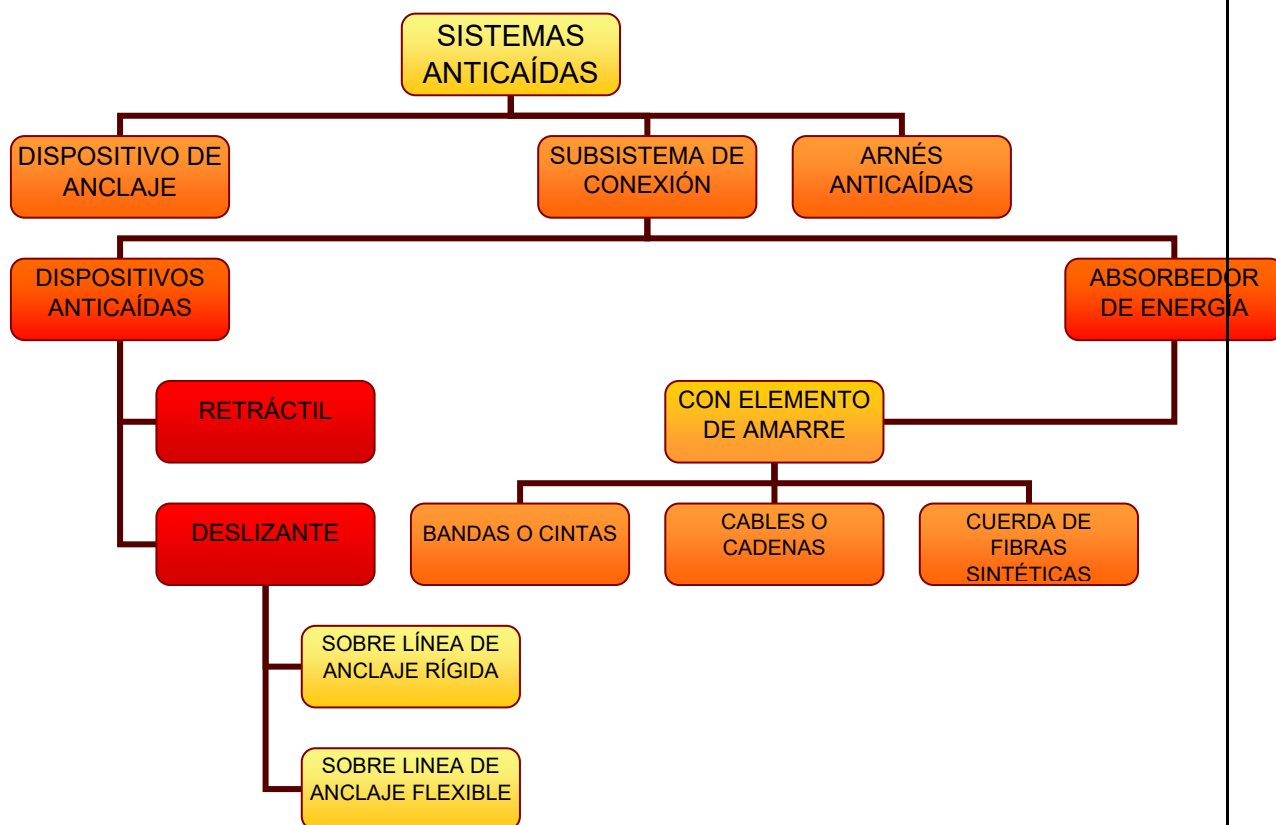 SISTEMAS
ANTICAÍDAS
DISPOSITIVO DE
ANCLAJE
SUBSISTEMA DE
CONEXIÓN
ARNÉS
ANTICAÍDAS
DISPOSITIVOS
ANTICAÍDAS
ABSORBEDOR
DE ENERGÍA
RETRÁCTIL
CON ELEMENTO
DE AMARRE
DESLIZANTE
BANDAS O CINTAS
CABLES O
CADENAS
CUERDA DE
FIBRAS
SINTÉTICAS
SOBRE LÍNEA DE
ANCLAJE RÍGIDA
SOBRE LINEA DE
ANCLAJE FLEXIBLE